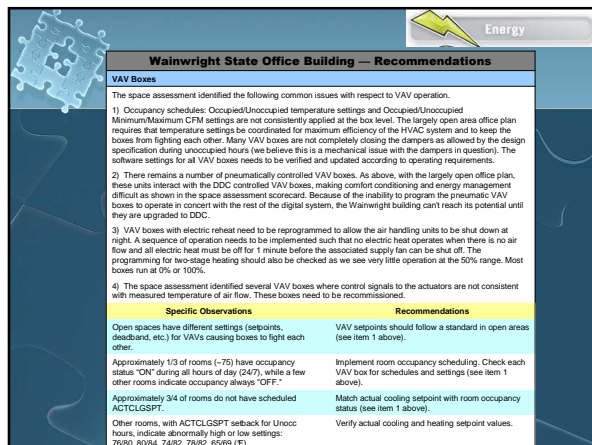 Energy
Wainwright State Office Building — Recommendations
VAV Boxes
The space assessment identified the following common issues with respect to VAV operation.
1) Occupancy schedules: Occupied/Unoccupied temperature settings and Occupied/Unoccupied
Minimum/Maximum CFM settings are not consistently applied at the box level. The largely open area office plan
requires that temperature settings be coordinated for maximum efficiency of the HVAC system and to keep the
boxes from fighting each other. Many VAV boxes are not completely closing the dampers as allowed by the design
specification during unoccupied hours (we believe this is a mechanical issue with the dampers in question). The
software settings for all VAV boxes needs to be verified and updated according to operating requirements.
2) There remains a number of pneumatically controlled VAV boxes. As above, with the largely open office plan,
these units interact with the DDC controlled VAV boxes, making comfort conditioning and energy management
difficult as shown in the space assessment scorecard. Because of the inability to program the pneumatic VAV
boxes to operate in concert with the rest of the digital system, the Wainwright building can't reach its potential until
they are upgraded to DDC.
3) VAV boxes with electric reheat need to be reprogrammed to allow the air handling units to be shut down at
night. A sequence of operation needs to be implemented such that no electric heat operates when there is no air
flow and all electric heat must be off for 1 minute before the associated supply fan can be shut off. The
programming for two-stage heating should also be checked as we see very little operation at the 50% range. Most
boxes run at 0% or 100%.
4) The space assessment identified several VAV boxes where control signals to the actuators are not consistent
with measured temperature of air flow. These boxes need to be recommissioned.
Specific Observations
Recommendations
Open spaces have different settings (setpoints,
deadband, etc.) for VAVs causing boxes to fight each
other.
VAV setpoints should follow a standard in open areas
(see item 1 above).
Approximately 1/3 of rooms (~75) have occupancy
status "ON" during all hours of day (24/7), while a few
other rooms indicate occupancy always "OFF."
Implement room occupancy scheduling. Check each
VAV box for schedules and settings (see item 1
above).
Approximately 3/4 of rooms do not have scheduled
ACTCLGSPT.
Match actual cooling setpoint with room occupancy
status (see item 1 above).
Other rooms, with ACTCLGSPT setback for Unocc
hours, indicate abnormally high or low settings:
76/80, 80/84, 74/82, 78/82, 65/69 (°F)
Verify actual cooling and heating setpoint values.